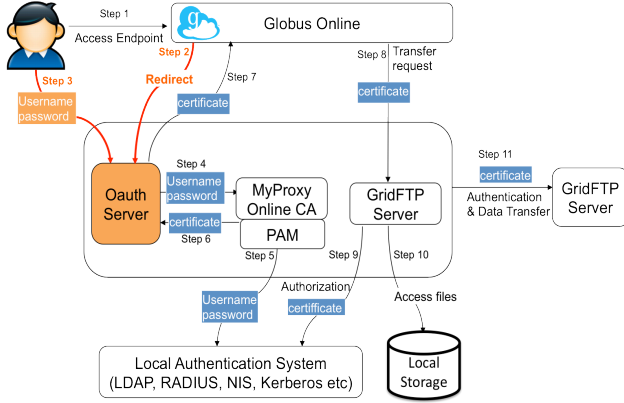 Step 1
Access Endpoint
g
Globus Online
Step 2
Redirect
Step 3
Username
password
Step 7
certificate
Step 8
Transfer
request
certificate
Oauth
Server
Step 4
Username
password
certificate
Step 6
MyProxy
Online CA
PAM
Step 5
GridFTP
Server
Step 9
Step 10
Step 11
certificate
Authentication
& Data Transfer
GridFTP
Server
Username
password
Authorization
certifficate
Access files
Local Authentication System
(LDAP, RADIUS, NIS, Kerberos etc)
Local
Storage